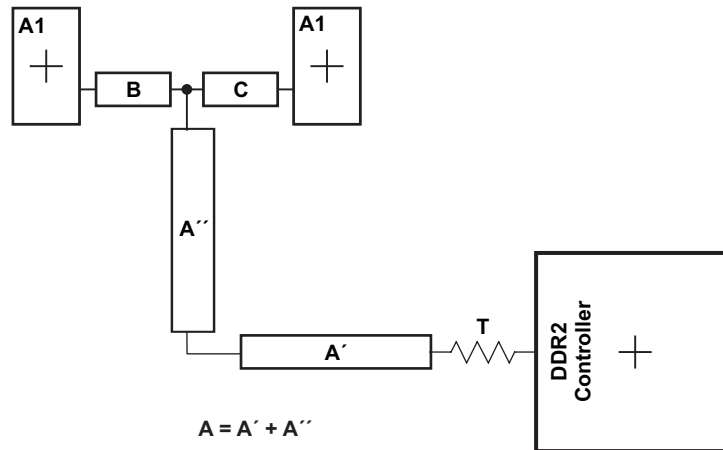 A1
A1
B
C
A´´
T
A´
DDR2
Controller
A = A´ + A´´